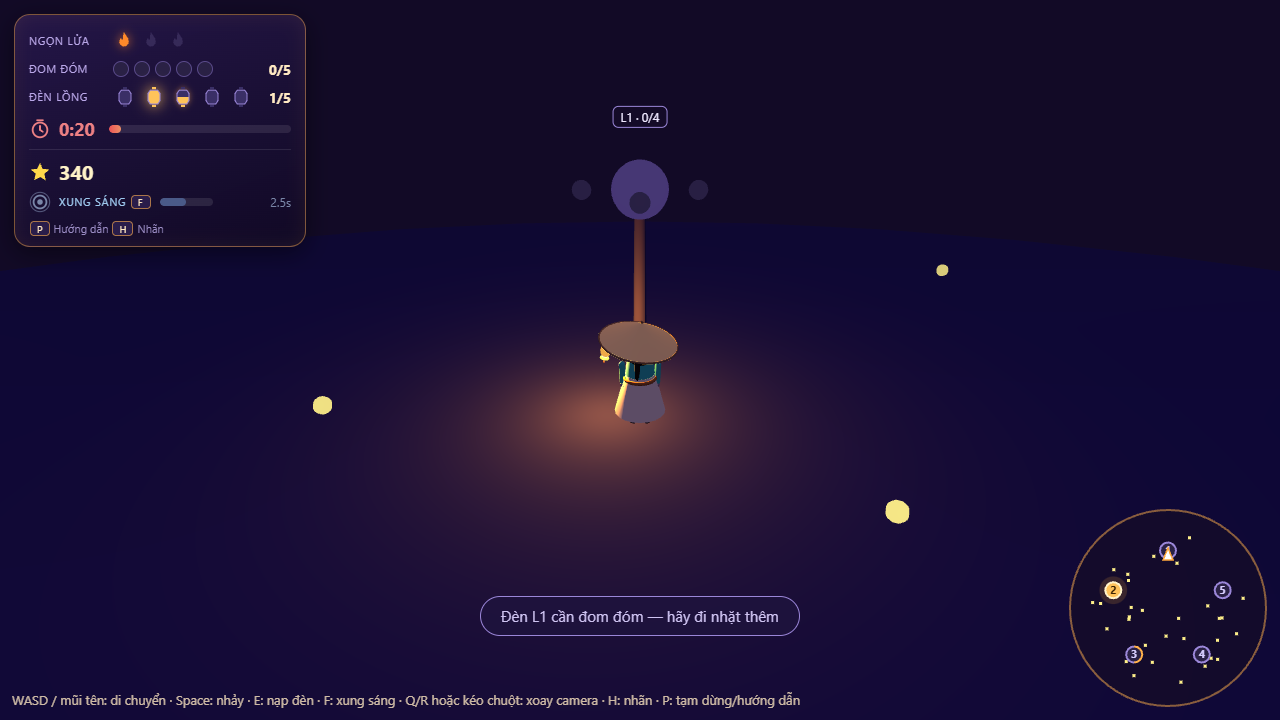 NGỌN LỬA
ĐOM ĐÓM 0/5
ĐÈN LỒNG 1/5
0:20
340
XUNG SÁNG F 2.5s
P Hướng dẫn H Nhãn
L1 · 0/4
Đèn L1 cần đom đóm — hãy đi nhặt thêm
1
2
5
3
4
WASD / mũi tên: di chuyển · Space: nhảy · E: nạp đèn · F: xung sáng · Q/R hoặc kéo chuột: xoay camera · H: nhãn · P: tạm dừng/hướng dẫn